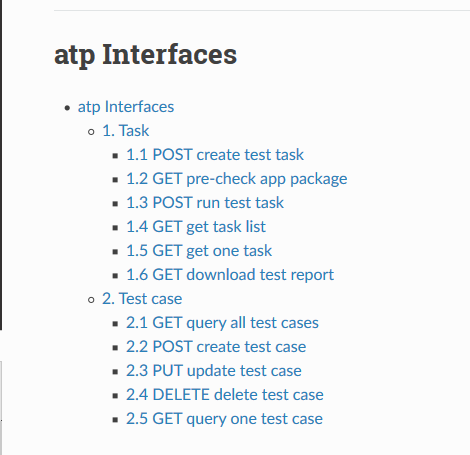 atp Interfaces
atp Interfaces
1. Task
1.1 POST create test task
1.2 GET pre-check app package
1.3 POST run test task
1.4 GET get task list
1.5 GET get one task
1.6 GET download test report
2. Test case
2.1 GET query all test cases
2.2 POST create test case
2.3 PUT update test case
2.4 DELETE delete test case
2.5 GET query one test case